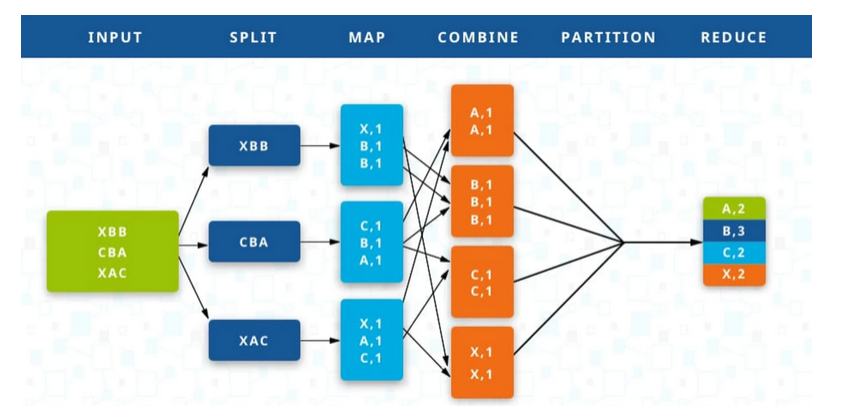 INPUT SPLIT MAP COMBINE PARTITION REDUCE
XBB
CBA
XAC
XBB
CBA
XAC
X,1
B,1
B,1
C,1
B,1
A,1
X,1
A,1
C,1
A,1
A,1
B,1
B,1
B,1
C,1
C,1
X,1
X,1
A,2
B,3
C,2
X,2